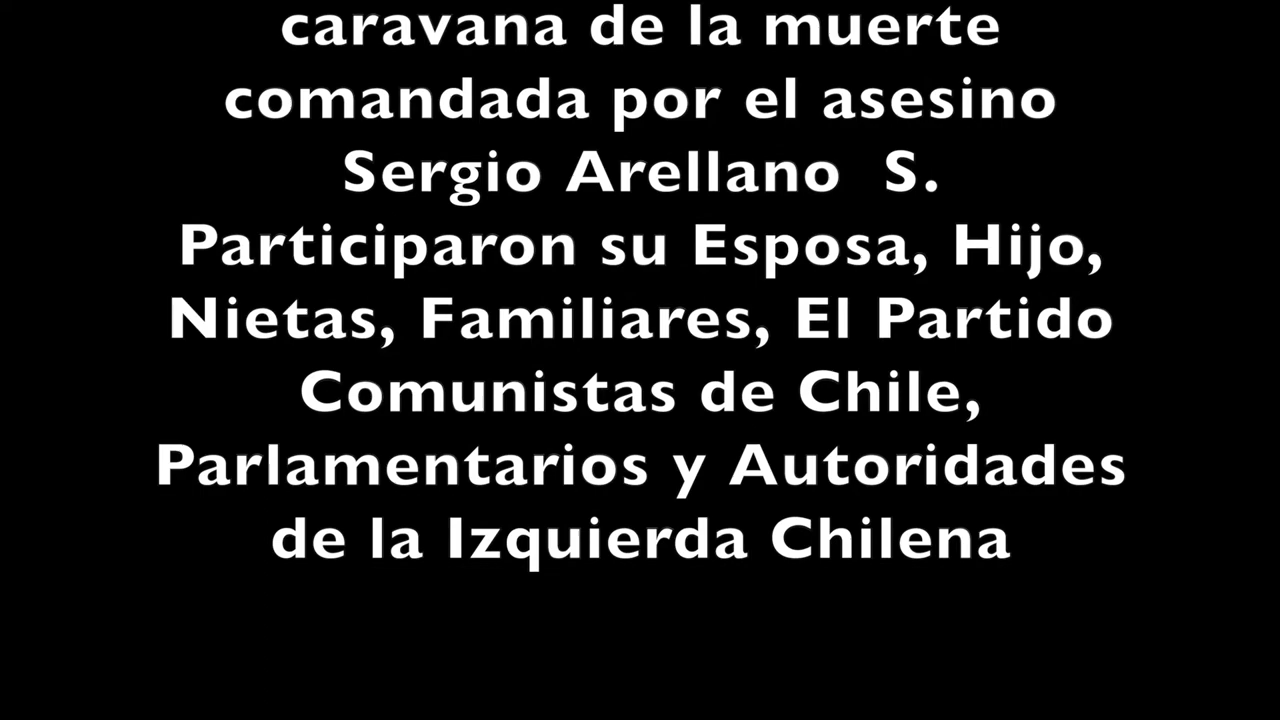 caravana de la muerte
comandada por el asesino
Sergio Arellano  S.
Participaron su Esposa, Hijo,
Nietas, Familiares, El Partido
Comunistas de Chile,
Parlamentarios y Autoridades
de la Izquierda Chilena